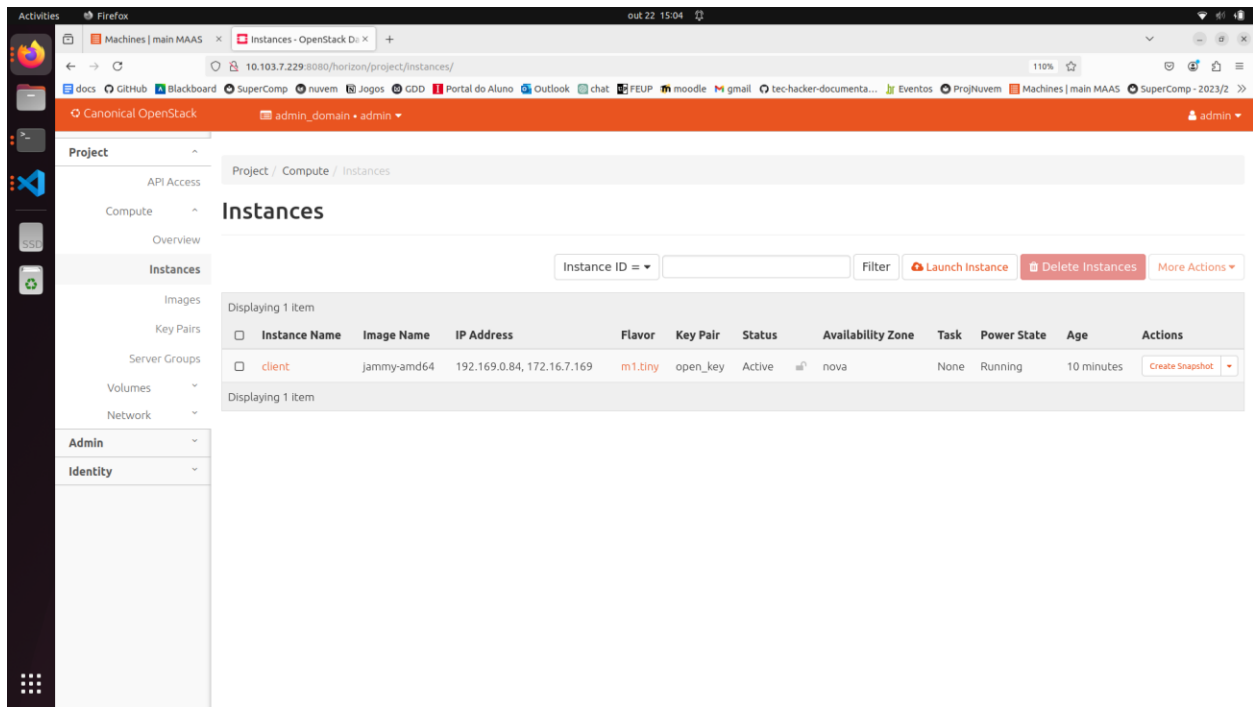 Activities Firefox out 22 15:04
Machines | main MAAS × Instances - OpenStack Da × +
10.103.7.229:8080/horizon/project/instances/ 110%
docs GitHub Blackboard SuperComp nuvem Jogos GDD Portal do Aluno Outlook chat FEUP moodle gmail tec-hacker-documenta... Eventos ProjNuvem Machines | main MAAS SuperComp - 2023/2
Canonical OpenStack admin_domain • admin admin
Project
API Access
Compute
Overview
Instances
Images
Key Pairs
Server Groups
Volumes
Network
Admin
Identity
Project / Compute / Instances
Instances
Instance ID = Filter Launch Instance Delete Instances More Actions
Displaying 1 item
Instance Name Image Name IP Address Flavor Key Pair Status Availability Zone Task Power State Age Actions
client jammy-amd64 192.169.0.84, 172.16.7.169 m1.tiny open_key Active nova None Running 10 minutes Create Snapshot
Displaying 1 item
SSD